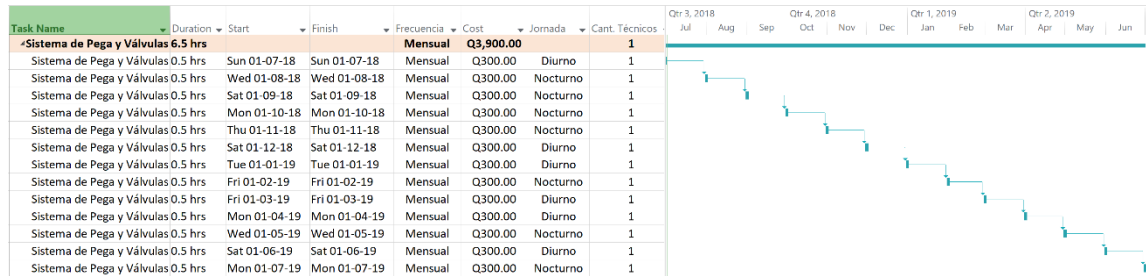 Qtr 3, 2018 Qtr 4, 2018 Qtr 1, 2019 Qtr 2, 2019
Task Name Duration Start Finish Frecuencia Cost Jornada Cant. Técnicos Jul Aug Sep Oct Nov Dec Jan Feb Mar Apr May Jun
Sistema de Pega y Válvulas 6.5 hrs Mensual Q3,900.00 1
Sistema de Pega y Válvulas 0.5 hrs Sun 01-07-18 Sun 01-07-18 Mensual Q300.00 Diurno 1
Sistema de Pega y Válvulas 0.5 hrs Wed 01-08-18 Wed 01-08-18 Mensual Q300.00 Nocturno 1
Sistema de Pega y Válvulas 0.5 hrs Sat 01-09-18 Sat 01-09-18 Mensual Q300.00 Nocturno 1
Sistema de Pega y Válvulas 0.5 hrs Mon 01-10-18 Mon 01-10-18 Mensual Q300.00 Nocturno 1
Sistema de Pega y Válvulas 0.5 hrs Thu 01-11-18 Thu 01-11-18 Mensual Q300.00 Nocturno 1
Sistema de Pega y Válvulas 0.5 hrs Sat 01-12-18 Sat 01-12-18 Mensual Q300.00 Diurno 1
Sistema de Pega y Válvulas 0.5 hrs Tue 01-01-19 Tue 01-01-19 Mensual Q300.00 Diurno 1
Sistema de Pega y Válvulas 0.5 hrs Fri 01-02-19 Fri 01-02-19 Mensual Q300.00 Nocturno 1
Sistema de Pega y Válvulas 0.5 hrs Fri 01-03-19 Fri 01-03-19 Mensual Q300.00 Diurno 1
Sistema de Pega y Válvulas 0.5 hrs Mon 01-04-19 Mon 01-04-19 Mensual Q300.00 Diurno 1
Sistema de Pega y Válvulas 0.5 hrs Wed 01-05-19 Wed 01-05-19 Mensual Q300.00 Nocturno 1
Sistema de Pega y Válvulas 0.5 hrs Sat 01-06-19 Sat 01-06-19 Mensual Q300.00 Diurno 1
Sistema de Pega y Válvulas 0.5 hrs Mon 01-07-19 Mon 01-07-19 Mensual Q300.00 Nocturno 1